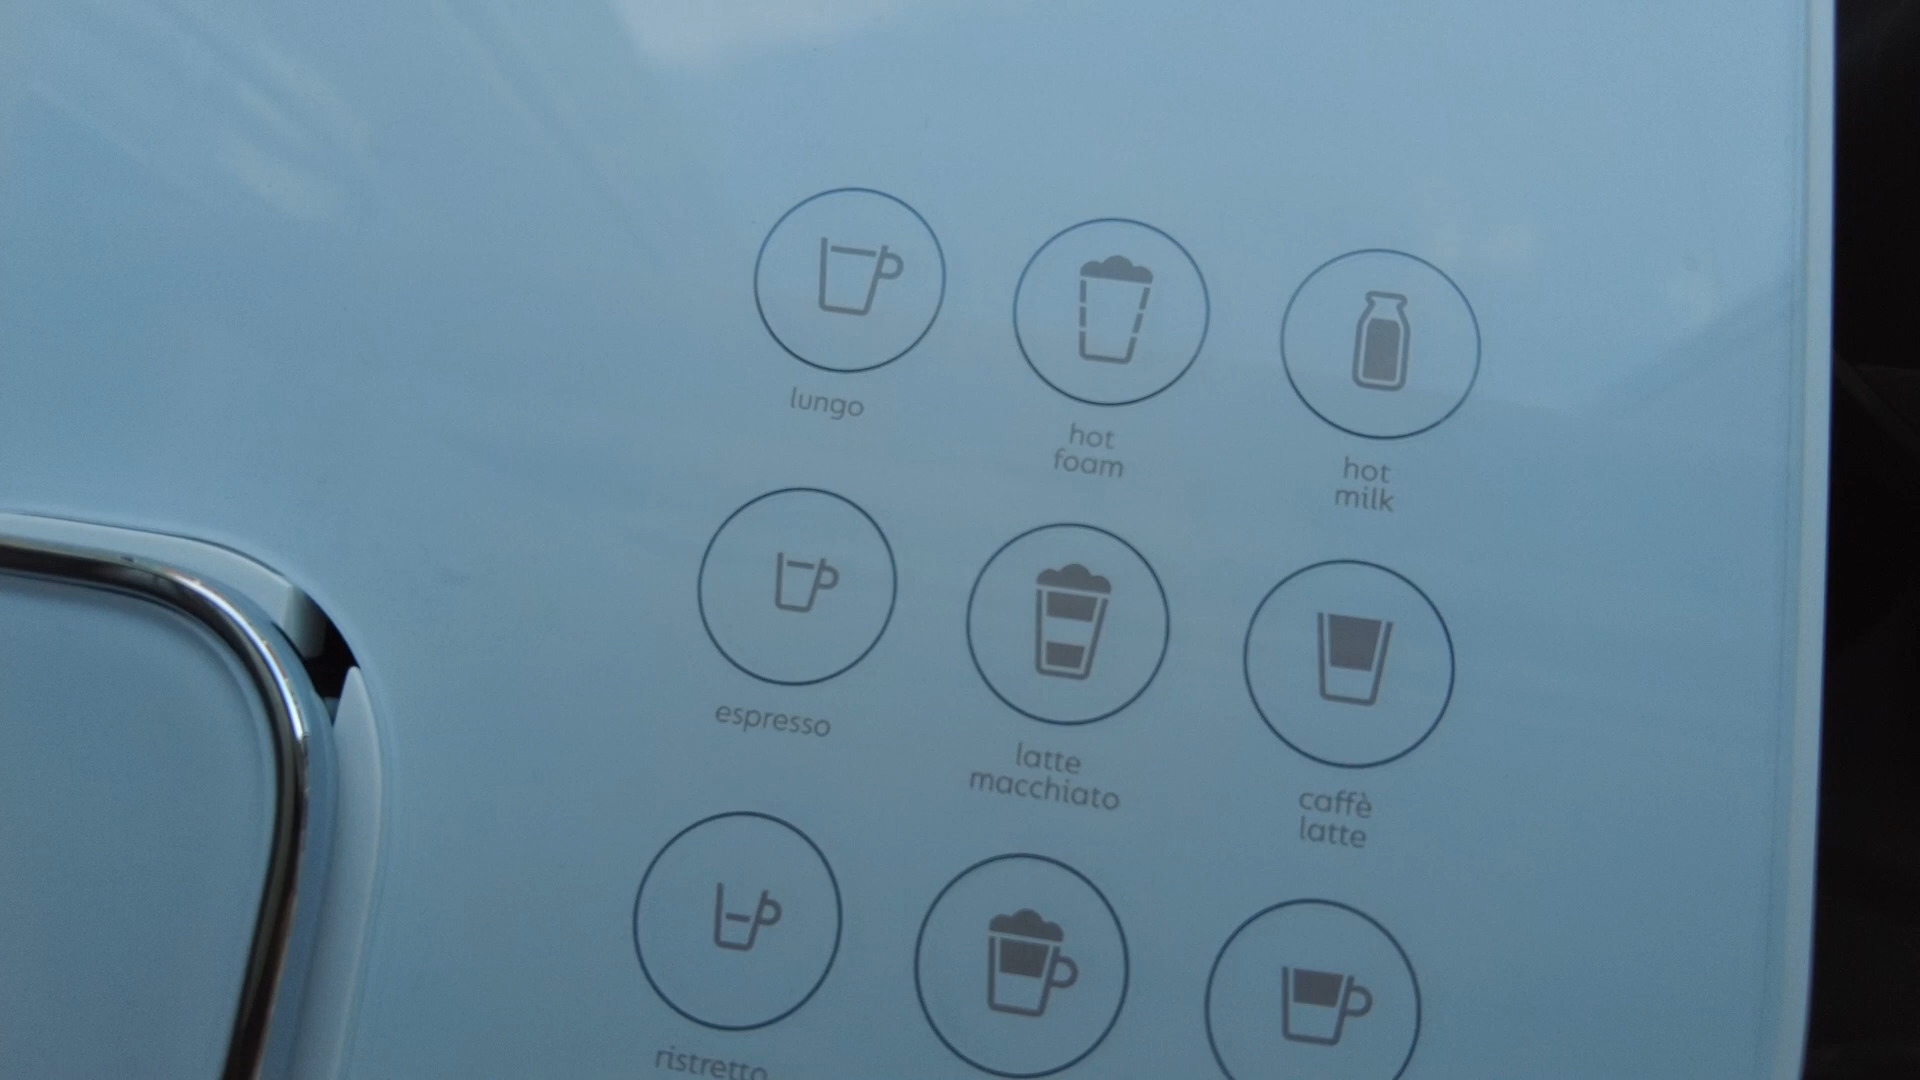 lungo
hot
foam
hot
milk
espresso
latte
macchiato
caffè
latte
ristretto